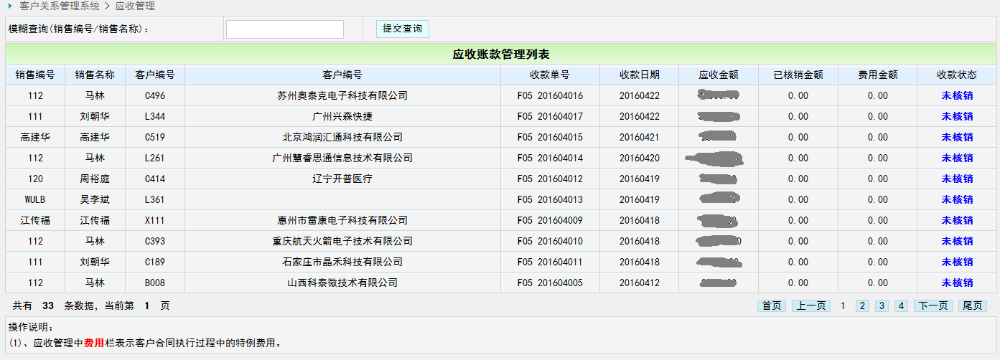 客户关系管理系统 > 应收管理
模糊查询(销售编号/销售名称): 提交查询
应收账款管理列表
销售编号 销售名称 客户编号 客户编号 收款单号 收款日期 应收金额 已核销金额 费用金额 收款状态
112 马林 C496 苏州奥泰克电子科技有限公司 F05 201604016 20160422 0.00 0.00 未核销
111 刘朝华 L344 广州兴森快捷 F05 201604017 20160422 0.00 0.00 未核销
高建华 高建华 C519 北京鸿润汇通科技有限公司 F05 201604015 20160421 0.00 0.00 未核销
112 马林 L261 广州慧睿思通信息技术有限公司 F05 201604014 20160420 0.00 0.00 未核销
120 周裕庭 C414 辽宁开普医疗 F05 201604012 20160419 0.00 0.00 未核销
WULB 吴李斌 L361 F05 201604013 20160419 0.00 0.00 未核销
江传福 江传福 X111 惠州市雷康电子科技有限公司 F05 201604009 20160418 0.00 0.00 未核销
112 马林 C393 重庆航天火箭电子技术有限公司 F05 201604010 20160418 0.00 0.00 未核销
111 刘朝华 C189 石家庄市晶禾科技有限公司 F05 201604011 20160418 0.00 0.00 未核销
112 马林 B008 山西科泰微技术有限公司 F05 201604005 20160412 0.00 0.00 未核销
共有 33 条数据，当前第 1 页 首页 上一页 1 2 3 4 下一页 尾页
操作说明：
(1)、应收管理中费用栏表示客户合同执行过程中的特例费用。